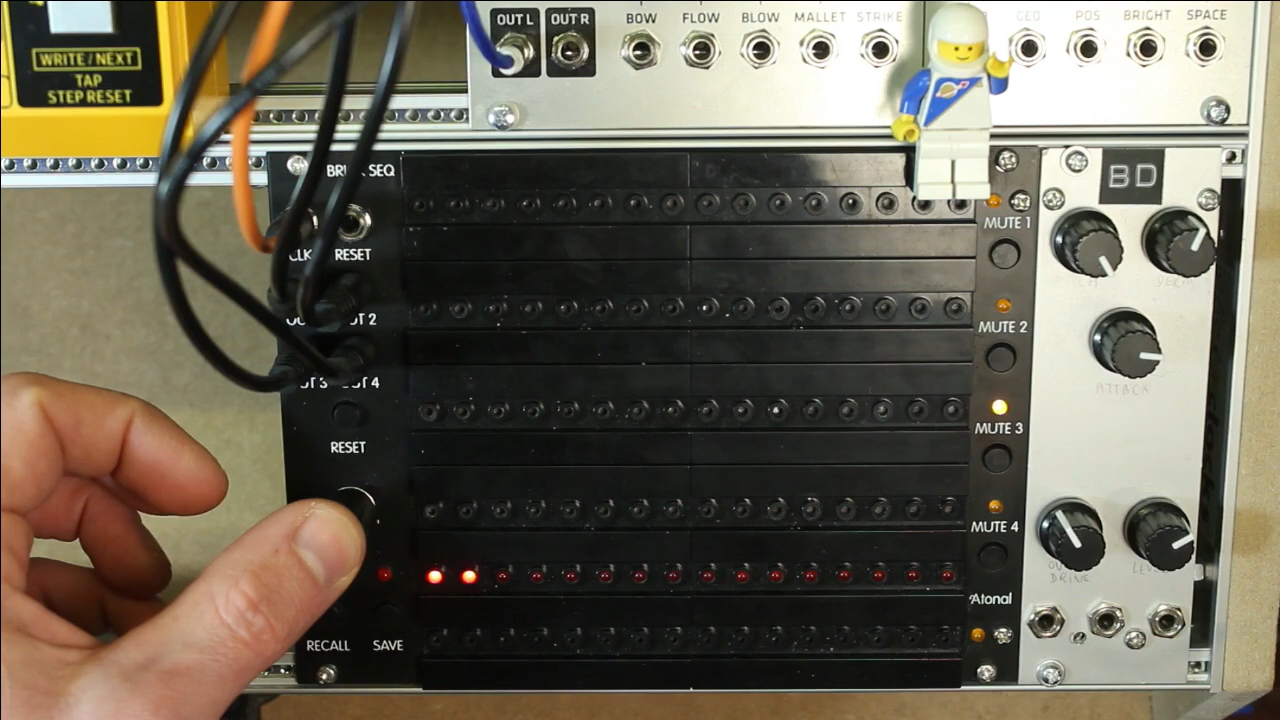 WRITE/NEXT
TAP
STEP RESET
OUT L
OUT R
BOW
FLOW
BLOW
MALLET
STRIKE
GEO
POS
BRIGHT
SPACE
SEQ
CLK
RESET
RESET
RECALL
SAVE
MUTE 1
MUTE 2
MUTE 3
MUTE 4
Atonal
BD
ATTACK
DRIVE